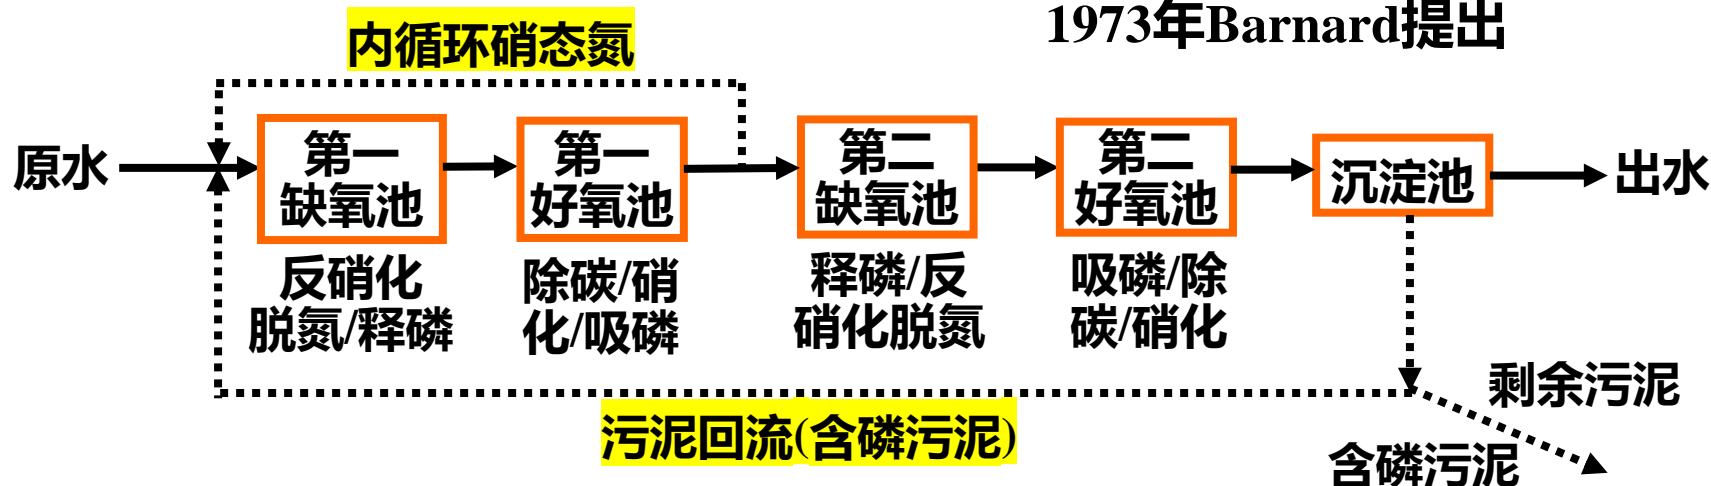 1973年Barnard提出
内循环硝态氮
原水
第一
缺氧池
第一
好氧池
第二
缺氧池
第二
好氧池
沉淀池
出水
反硝化
脱氮/释磷
除碳/硝
化/吸磷
释磷/反
硝化脱氮
吸磷/除
碳/硝化
剩余污泥
污泥回流(含磷污泥)
含磷污泥